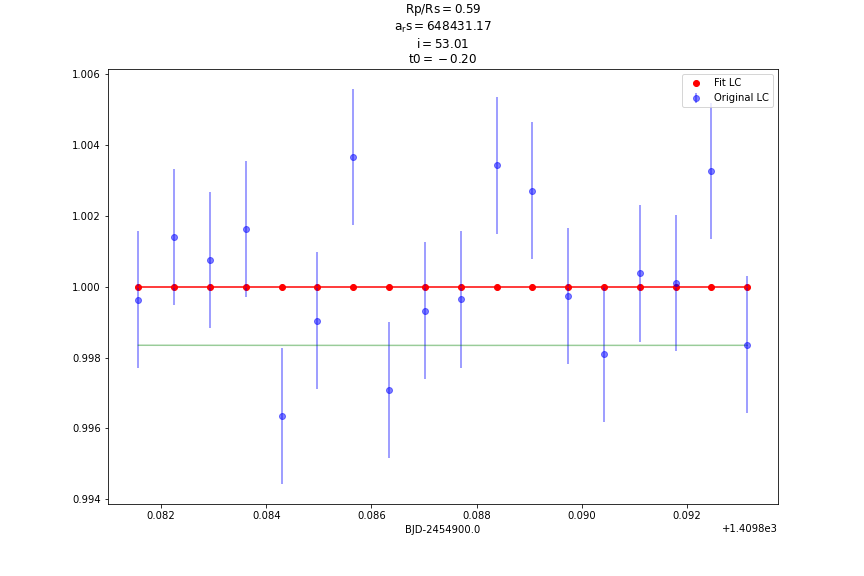 Rp/Rs = 0.59
a_rs = 648431.17
i = 53.01
t0 = −0.20
1.006
1.004
1.002
1.000
0.998
0.996
0.994
Fit LC
Original LC
0.082
0.084
0.086
0.088
0.090
0.092
BJD-2454900.0
+1.4098e3